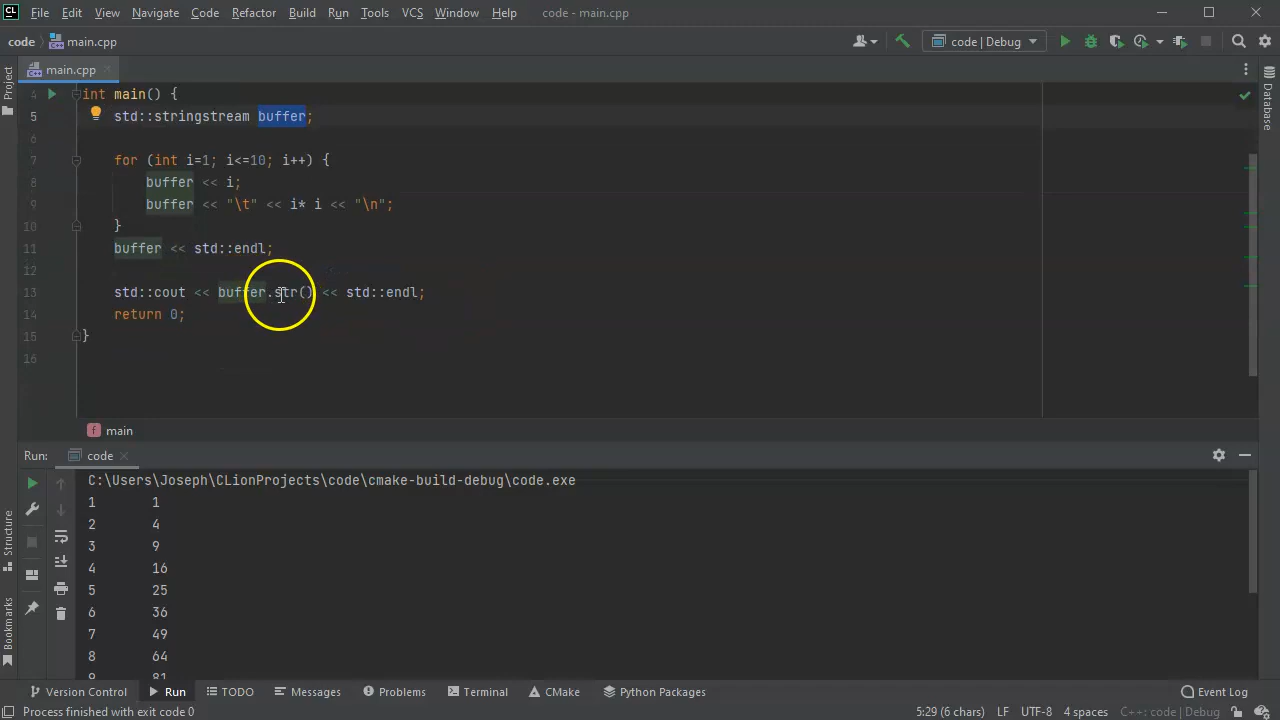 CL File Edit View Navigate Code Refactor Build Run Tools VCS Window Help code - main.cpp
code main.cpp code | Debug
main.cpp
Project
Database
4 int main() {
5 std::stringstream buffer;
6
7 for (int i=1; i<=10; i++) {
8 buffer << i;
9 buffer << "\t" << i* i << "\n";
10 }
11 buffer << std::endl;
12
13 std::cout << buffer.str() << std::endl;
14 return 0;
15 }
16
f main
Run: code
C:\Users\Joseph\CLionProjects\code\cmake-build-debug\code.exe
1 1
2 4
3 9
4 16
5 25
6 36
7 49
8 64
9 81
Structure
Bookmarks
Version Control Run TODO Messages Problems Terminal CMake Python Packages Event Log
Process finished with exit code 0 5:29 (6 chars) LF UTF-8 4 spaces C++: code | Debug